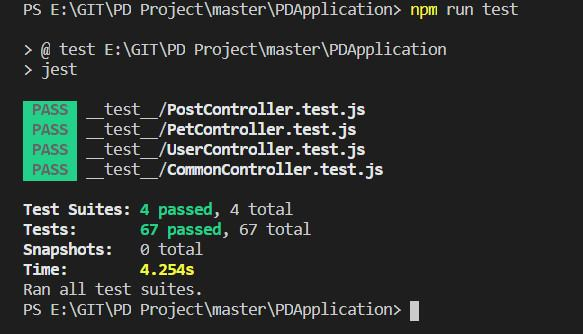 PS E:\GIT\PD Project\master\PDApplication> npm run test
> @ test E:\GIT\PD Project\master\PDApplication
> jest
PASS __test__/PostController.test.js
PASS __test__/PetController.test.js
PASS __test__/UserController.test.js
PASS __test__/CommonController.test.js
Test Suites: 4 passed, 4 total
Tests: 67 passed, 67 total
Snapshots: 0 total
Time: 4.254s
Ran all test suites.
PS E:\GIT\PD Project\master\PDApplication>